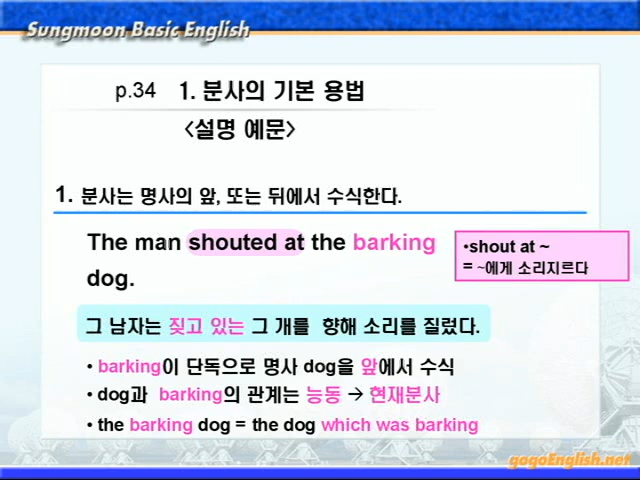 Sungmoon Basic English
p.34 1. 분사의 기본 용법
<설명 예문>
1. 분사는 명사의 앞, 또는 뒤에서 수식한다.
The man shouted at the barking
dog.
•shout at ~
= ~에게 소리지르다
그 남자는 짖고 있는 그 개를 향해 소리를 질렀다.
• barking이 단독으로 명사 dog을 앞에서 수식
• dog과 barking의 관계는 능동 → 현재분사
• the barking dog = the dog which was barking
gogoEnglish.net